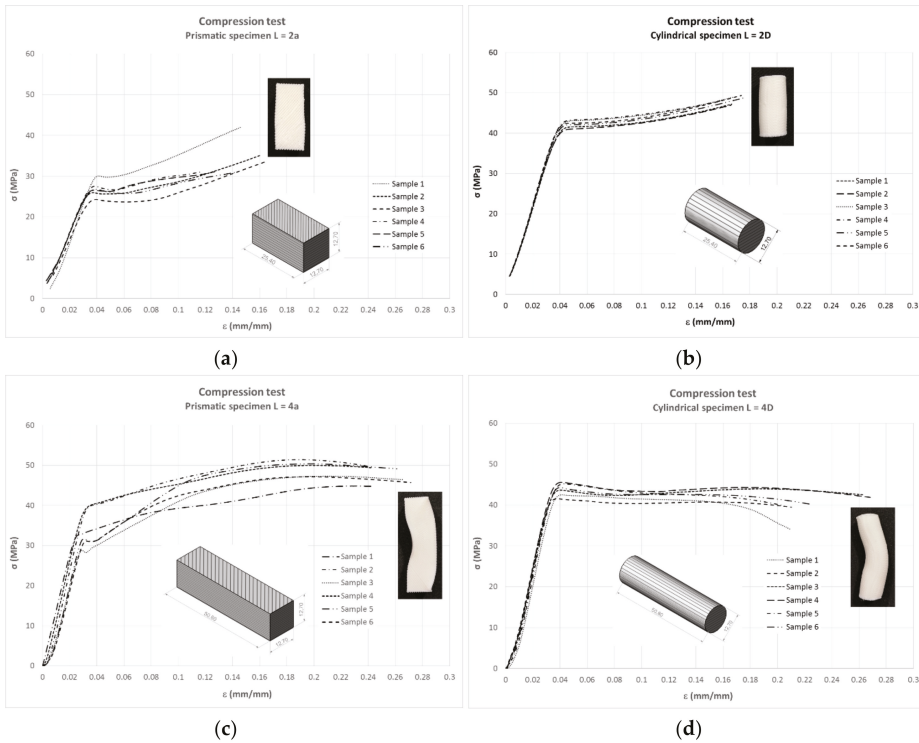 Compression test
Prismatic specimen L = 2a
60
50
40
30
20
10
0
σ (MPa)
0
0.02
0.04
0.06
0.08
0.1
0.12
0.14
0.16
0.18
0.2
0.22
0.24
0.26
0.28
0.3
ε (mm/mm)
Sample 1
Sample 2
Sample 3
Sample 4
Sample 5
Sample 6
25,40
12,70
12,70
(a)
Compression test
Cylindrical specimen L = 2D
60
50
40
30
20
10
0
σ (MPa)
0
0.02
0.04
0.06
0.08
0.1
0.12
0.14
0.16
0.18
0.2
0.22
0.24
0.26
0.28
0.3
ε (mm/mm)
Sample 1
Sample 2
Sample 3
Sample 4
Sample 5
Sample 6
25,40
12,70
(b)
Compression test
Prismatic specimen L = 4a
60
50
40
30
20
10
0
σ (MPa)
0
0.02
0.04
0.06
0.08
0.1
0.12
0.14
0.16
0.18
0.2
0.22
0.24
0.26
0.28
0.3
ε (mm/mm)
Sample 1
Sample 2
Sample 3
Sample 4
Sample 5
Sample 6
50,80
12,70
12,70
(c)
Compression test
Cylindrical specimen L = 4D
60
50
40
30
20
10
0
σ (MPa)
0
0.02
0.04
0.06
0.08
0.1
0.12
0.14
0.16
0.18
0.2
0.22
0.24
0.26
0.28
0.3
ε (mm/mm)
Sample 1
Sample 2
Sample 3
Sample 4
Sample 5
Sample 6
50,80
12,70
(d)